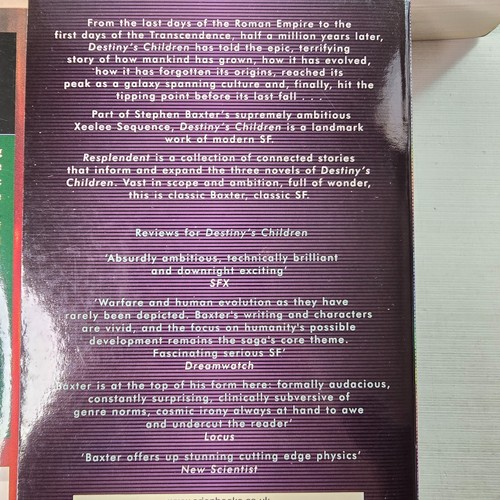 From the last days of the Roman Empire to the
first days of the Transcendence, half a million years later,
Destiny's Children has told the epic, terrifying
story of how mankind has grown, how it has evolved,
how it has forgotten its origins, reached its
peak as a galaxy spanning culture and, finally, hit the
tipping point before its last fall . . .
Part of Stephen Baxter's supremely ambitious
Xeelee Sequence, Destiny's Children is a landmark
work of modern SF.
Resplendent is a collection of connected stories
that inform and expand the three novels of Destiny's
Children. Vast in scope and ambition, full of wonder,
this is classic Baxter, classic SF.
Reviews for Destiny's Children
'Absurdly ambitious, technically brilliant
and downright exciting'
SFX
'Warfare and human evolution as they have
rarely been depicted. Baxter's writing and characters
are vivid, and the focus on humanity's possible
development remains the saga's core theme.
Fascinating serious SF'
Dreamwatch
Baxter is at the top of his form here: formally audacious,
constantly surprising, clinically subversive of
genre norms, cosmic irony always at hand to awe
and undercut the reader'
Locus
'Baxter offers up stunning cutting edge physics'
New Scientist